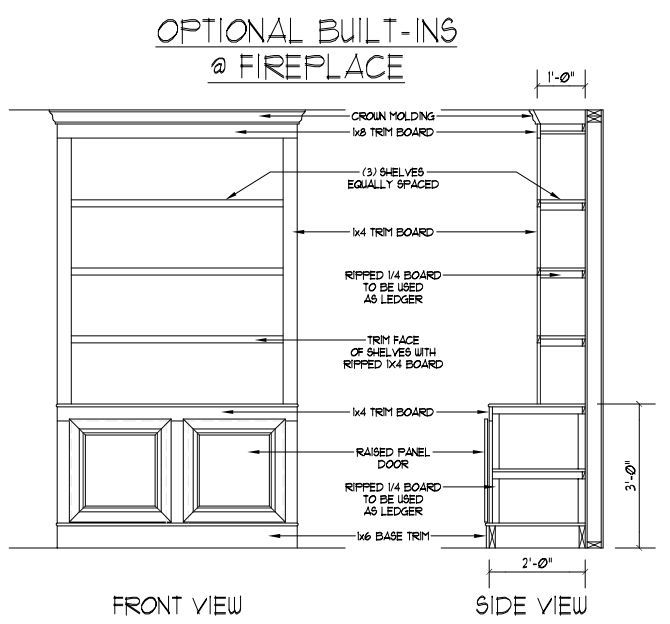 OPTIONAL BUILT-INS
@ FIREPLACE
1'-0"
CROWN MOLDING
1x8 TRIM BOARD
(3) SHELVES
EQUALLY SPACED
1x4 TRIM BOARD
RIPPED 1/4 BOARD
TO BE USED
AS LEDGER
TRIM FACE
OF SHELVES WITH
RIPPED 1X4 BOARD
1x4 TRIM BOARD
RAISED PANEL
DOOR
RIPPED 1/4 BOARD
TO BE USED
AS LEDGER
1x6 BASE TRIM
3'-0"
2'-0"
FRONT VIEW
SIDE VIEW